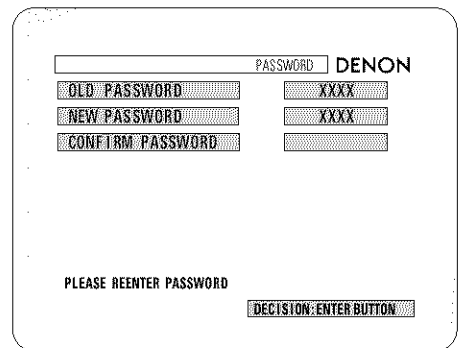 PASSWORD DENON
OLD PASSWORD XXXX
NEW PASSWORD XXXX
CONFIRM PASSWORD
PLEASE REENTER PASSWORD
DECISION:ENTER BUTTON